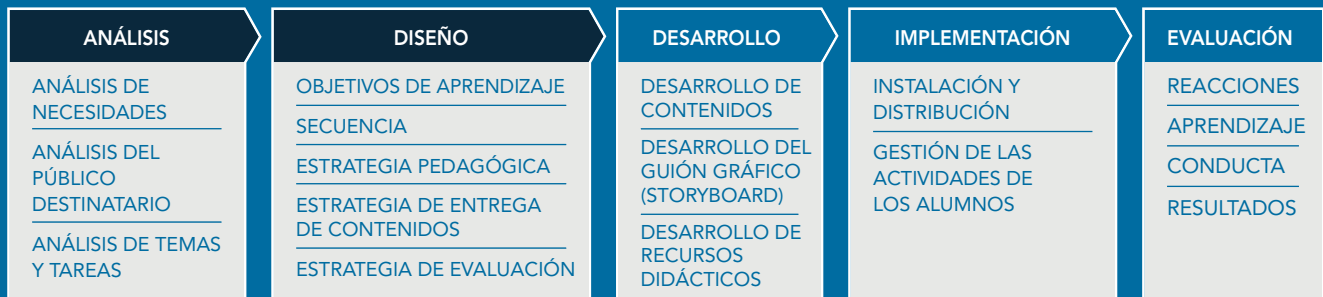 ANÁLISIS
ANÁLISIS DE
NECESIDADES
ANÁLISIS DEL
PÚBLICO
DESTINATARIO
ANÁLISIS DE TEMAS
Y TAREAS
DISEÑO
OBJETIVOS DE APRENDIZAJE
SECUENCIA
ESTRATEGIA PEDAGÓGICA
ESTRATEGIA DE ENTREGA
DE CONTENIDOS
ESTRATEGIA DE EVALUACIÓN
DESARROLLO
DESARROLLO DE
CONTENIDOS
DESARROLLO DEL
GUIÓN GRÁFICO
(STORYBOARD)
DESARROLLO DE
RECURSOS
DIDÁCTICOS
IMPLEMENTACIÓN
INSTALACIÓN Y
DISTRIBUCIÓN
GESTIÓN DE LAS
ACTIVIDADES DE
LOS ALUMNOS
EVALUACIÓN
REACCIONES
APRENDIZAJE
CONDUCTA
RESULTADOS